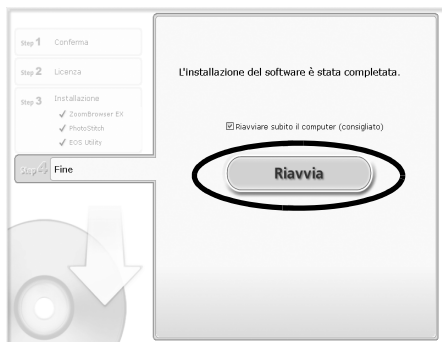 Step 1 Conferma
Step 2 Licenza
Step 3 Installazione
✓ ZoomBrowser EX
✓ PhotoStitch
✓ EOS Utility
Step 4 Fine
L'installazione del software è stata completata.
Riavviare subito il computer (consigliato)
Riavvia